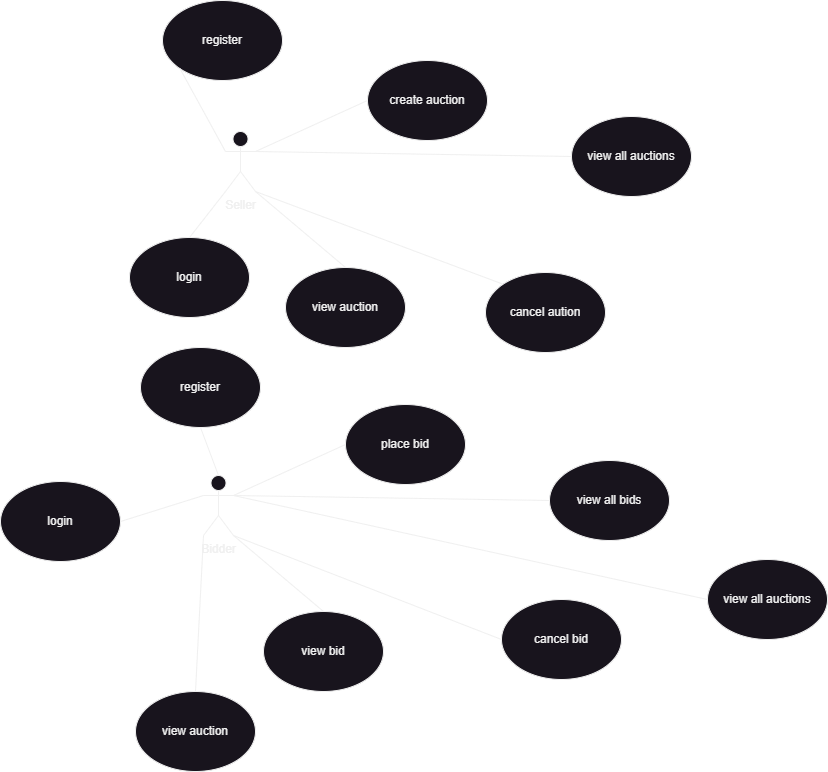 register
create auction
view all auctions
Seller
login
view auction
cancel aution
register
place bid
view all bids
login
Bidder
view all auctions
cancel bid
view bid
view auction